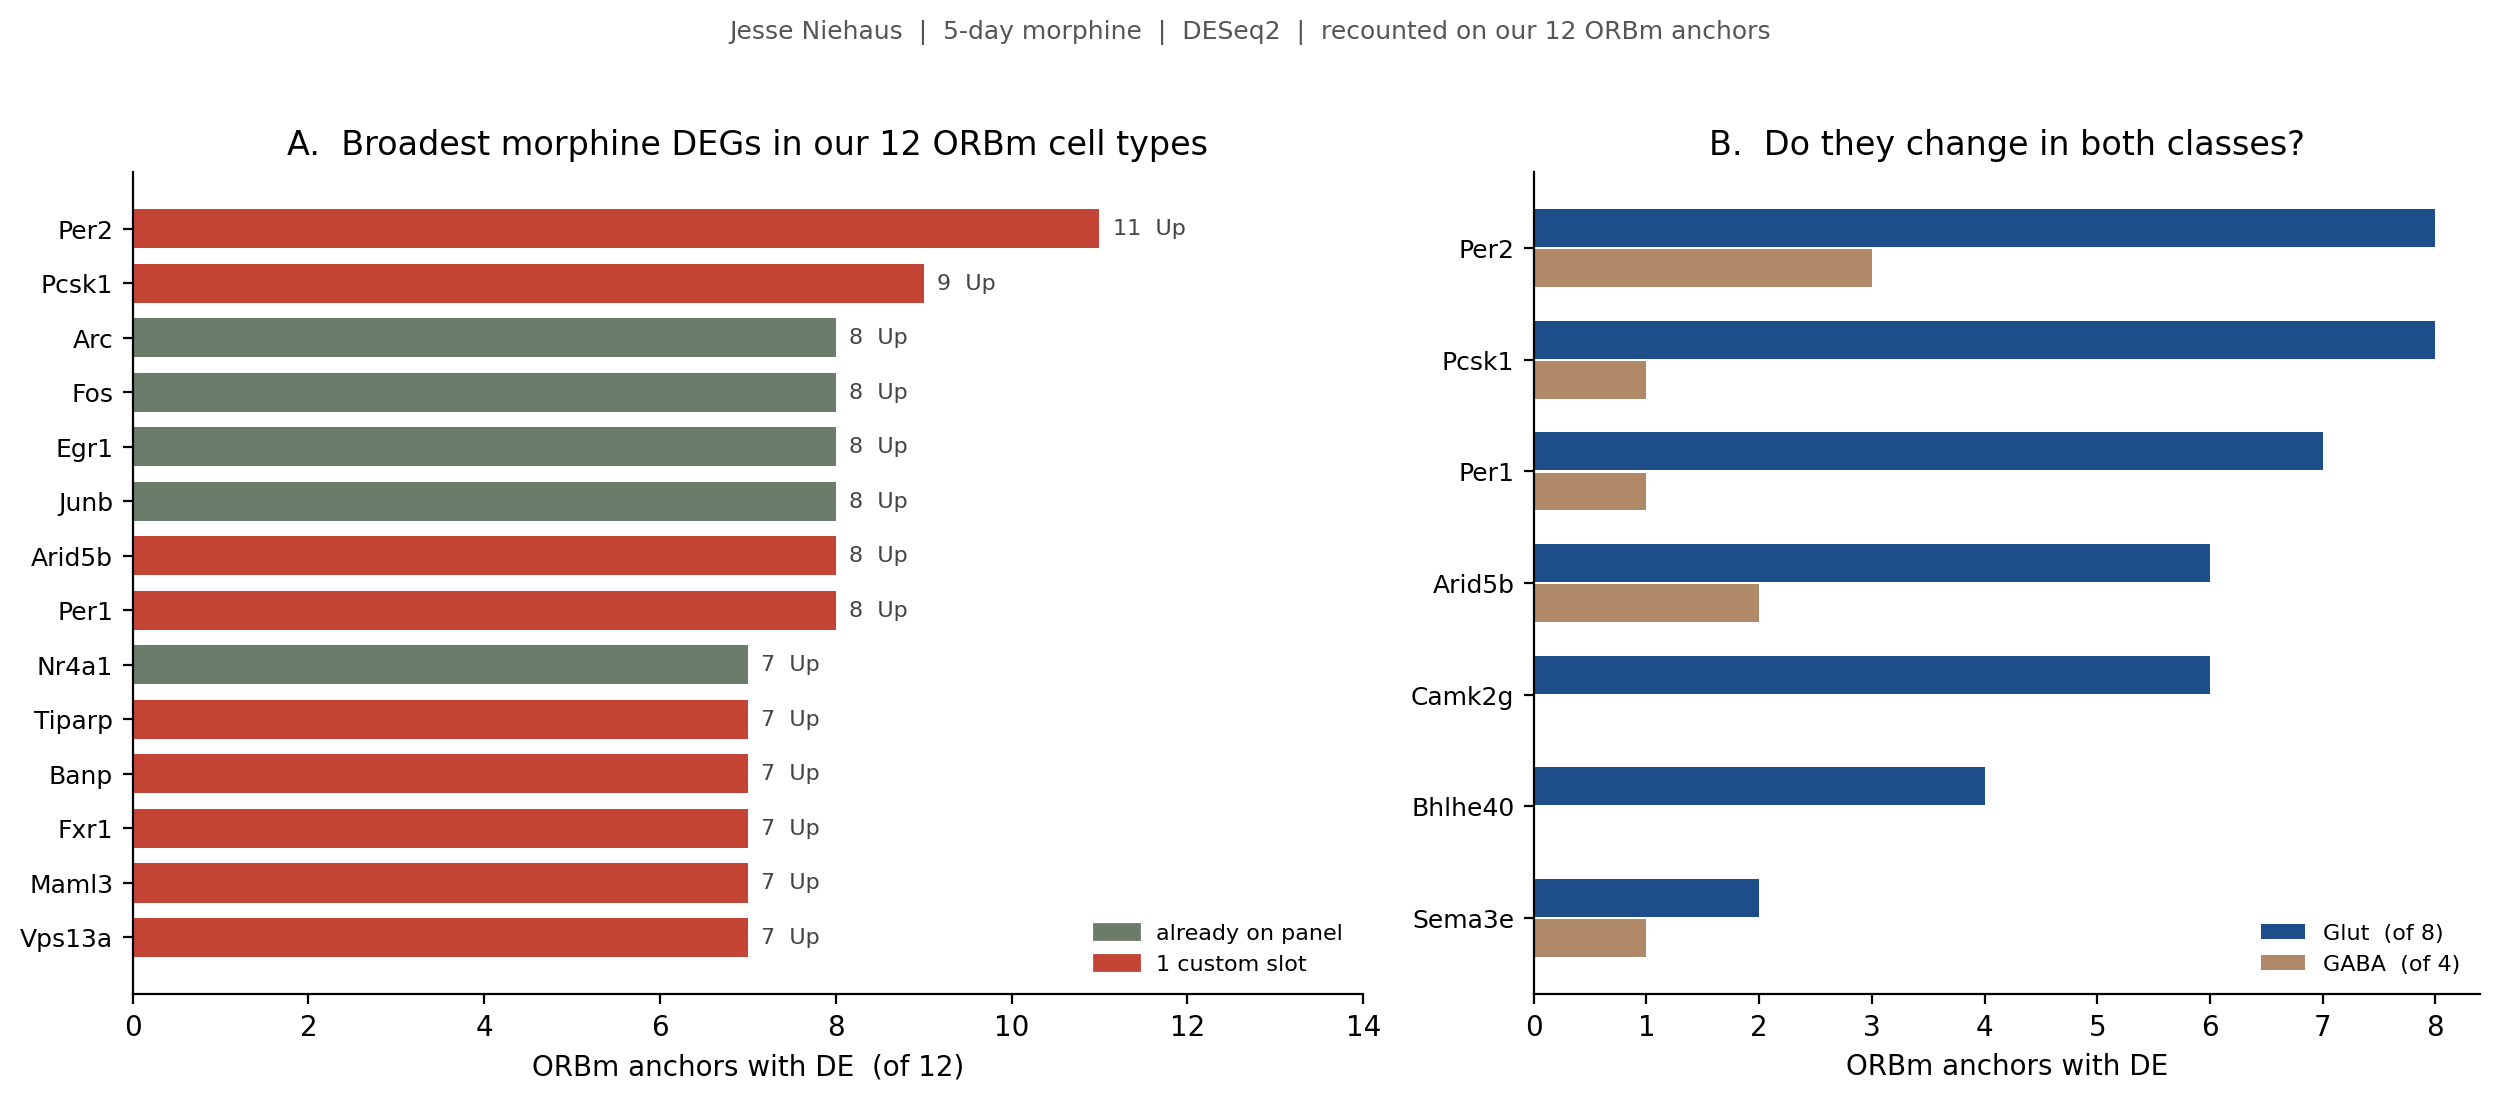 Jesse Niehaus | 5-day morphine | DESeq2 | recounted on our 12 ORBm anchors
A. Broadest morphine DEGs in our 12 ORBm cell types
Per2
11 Up
Pcsk1
9 Up
Arc
8 Up
Fos
8 Up
Egr1
8 Up
Junb
8 Up
Arid5b
8 Up
Per1
8 Up
Nr4a1
7 Up
Tiparp
7 Up
Banp
7 Up
Fxr1
7 Up
Maml3
7 Up
Vps13a
7 Up
already on panel
1 custom slot
0 2 4 6 8 10 12 14
ORBm anchors with DE (of 12)
B. Do they change in both classes?
Per2
Pcsk1
Per1
Arid5b
Camk2g
Bhlhe40
Sema3e
Glut (of 8)
GABA (of 4)
0 1 2 3 4 5 6 7 8
ORBm anchors with DE